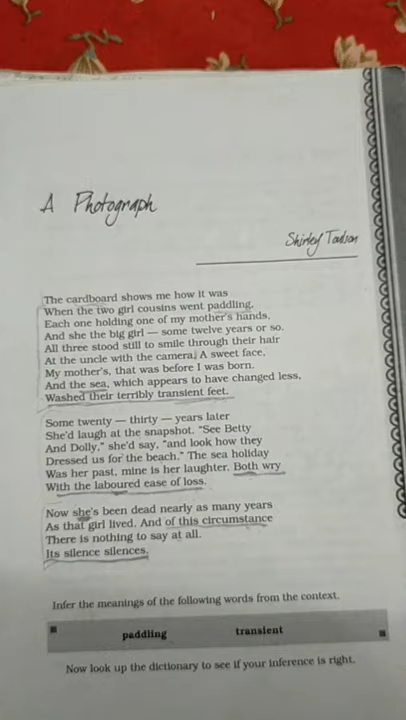 A Photograph
Shirley Toulson
The cardboard shows me how it was
When the two girl cousins went paddling,
Each one holding one of my mother's hands,
And she the big girl — some twelve years or so.
All three stood still to smile through their hair
At the uncle with the camera. A sweet face,
My mother's, that was before I was born.
And the sea, which appears to have changed less,
Washed their terribly transient feet.
Some twenty — thirty — years later
She'd laugh at the snapshot. "See Betty
And Dolly," she'd say, "and look how they
Dressed us for the beach." The sea holiday
Was her past, mine is her laughter. Both wry
With the laboured ease of loss.
Now she's been dead nearly as many years
As that girl lived. And of this circumstance
There is nothing to say at all.
Its silence silences.
Infer the meanings of the following words from the context.
paddling transient
Now look up the dictionary to see if your inference is right.